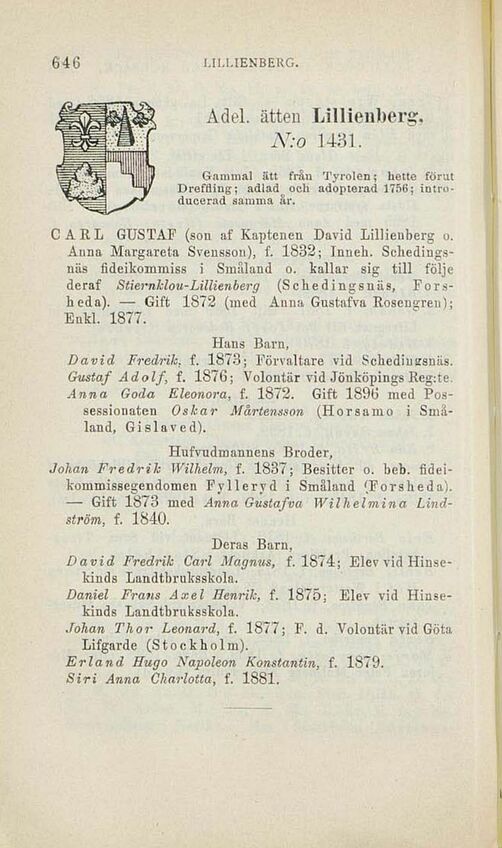 646
LILLIENBERG.
Adel. ätten Lillienberg,
N:o 1431.
Gammal ätt från Tyrolen; hette förut
Dreffling; adlad och adopterad 1756; intro-
ducerad samma år.
CARL GUSTAF (son af Kaptenen David Lillienberg o.
Anna Margareta Svensson), f. 1832; Inneh. Schedings-
näs fideikommiss i Småland o. kallar sig till följe
deraf Stiernklou-Lillienberg (Schedingsnäs, Fors-
heda). — Gift 1872 (med Anna Gustafva Rosengren);
Enkl. 1877.
Hans Barn,
David Fredrik, f. 1873; Förvaltare vid Schedingsnäs.
Gustaf Adolf, f. 1876; Volontär vid Jönköpings Reg:te.
Anna Goda Eleonora, f. 1872. Gift 1896 med Pos-
sessionaten Oskar Mårtensson (Horsamo i Små-
land, Gislaved).
Hufvudmannens Broder,
Johan Fredrik Wilhelm, f. 1837; Besitter o. beb. fidei-
kommissegendomen Fylleryd i Småland (Forsheda).
— Gift 1873 med Anna Gustafva Wilhelmina Lind-
ström, f. 1840.
Deras Barn,
David Fredrik Carl Magnus, f. 1874; Elev vid Hinse-
kinds Landtbruksskola.
Daniel Frans Axel Henrik, f. 1875; Elev vid Hinse-
kinds Landtbruksskola.
Johan Thor Leonard, f. 1877; F. d. Volontär vid Göta
Lifgarde (Stockholm).
Erland Hugo Napoleon Konstantin, f. 1879.
Siri Anna Charlotta, f. 1881.